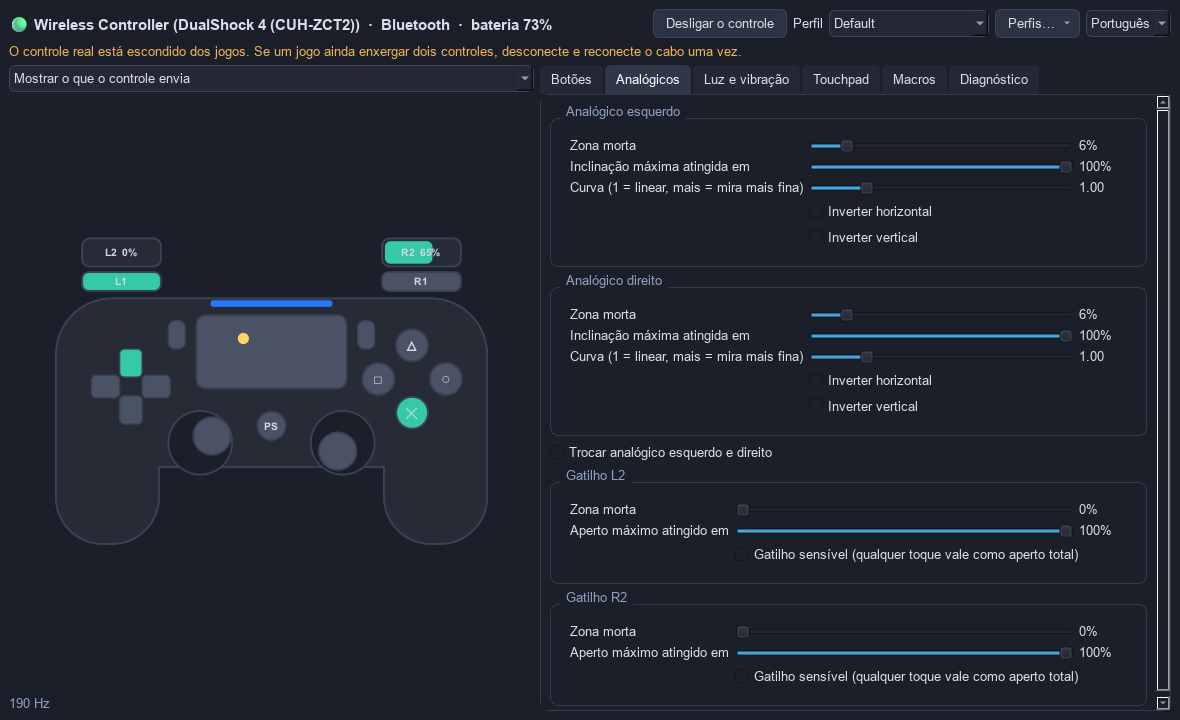 Wireless Controller (DualShock 4 (CUH-ZCT2)) · Bluetooth · bateria 73%
Desligar o controle
Perfil
Default
Perfis…
Português
O controle real está escondido dos jogos. Se um jogo ainda enxergar dois controles, desconecte e reconecte o cabo uma vez.
Mostrar o que o controle envia
Botões
Analógicos
Luz e vibração
Touchpad
Macros
Diagnóstico
L2 0%
R2 65%
L1
R1
PS
190 Hz
Analógico esquerdo
Zona morta 6%
Inclinação máxima atingida em 100%
Curva (1 = linear, mais = mira mais fina) 1.00
Inverter horizontal
Inverter vertical
Analógico direito
Zona morta 6%
Inclinação máxima atingida em 100%
Curva (1 = linear, mais = mira mais fina) 1.00
Inverter horizontal
Inverter vertical
Trocar analógico esquerdo e direito
Gatilho L2
Zona morta 0%
Aperto máximo atingido em 100%
Gatilho sensível (qualquer toque vale como aperto total)
Gatilho R2
Zona morta 0%
Aperto máximo atingido em 100%
Gatilho sensível (qualquer toque vale como aperto total)